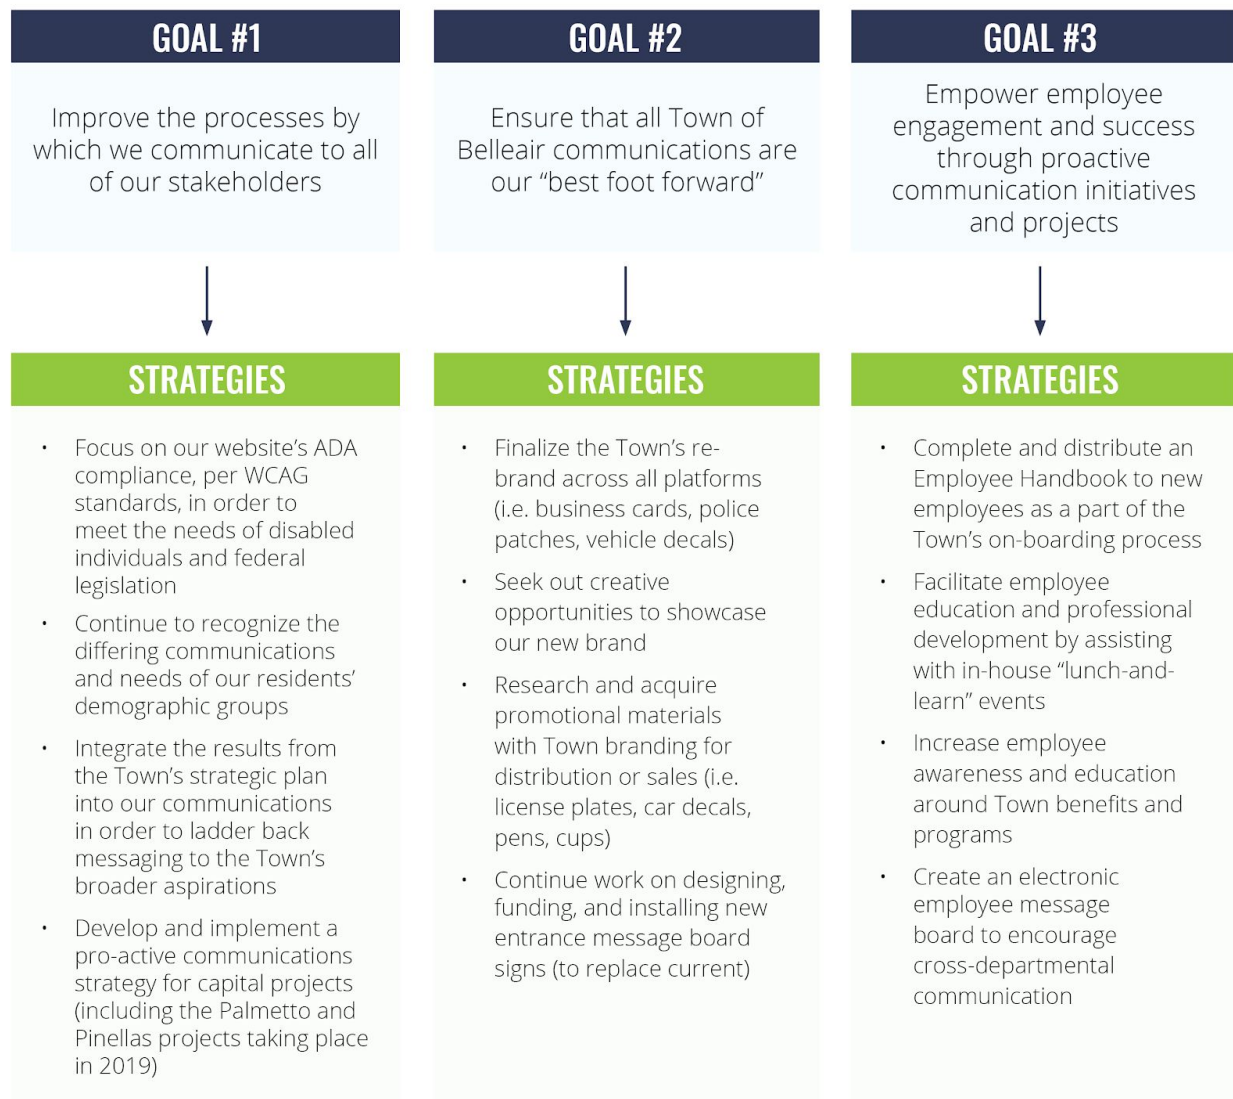 GOAL #1
Improve the processes by
which we communicate to all
of our stakeholders
STRATEGIES
• Focus on our website’s ADA
compliance, per WCAG
standards, in order to
meet the needs of disabled
individuals and federal
legislation
• Continue to recognize the
differing communications
and needs of our residents’
demographic groups
• Integrate the results from
the Town’s strategic plan
into our communications
in order to ladder back
messaging to the Town’s
broader aspirations
• Develop and implement a
pro-active communications
strategy for capital projects
(including the Palmetto and
Pinellas projects taking place
in 2019)
GOAL #2
Ensure that all Town of
Belleair communications are
our “best foot forward”
STRATEGIES
• Finalize the Town’s re-
brand across all platforms
(i.e. business cards, police
patches, vehicle decals)
• Seek out creative
opportunities to showcase
our new brand
• Research and acquire
promotional materials
with Town branding for
distribution or sales (i.e.
license plates, car decals,
pens, cups)
• Continue work on designing,
funding, and installing new
entrance message board
signs (to replace current)
GOAL #3
Empower employee
engagement and success
through proactive
communication initiatives
and projects
STRATEGIES
• Complete and distribute an
Employee Handbook to new
employees as a part of the
Town’s on-boarding process
• Facilitate employee
education and professional
development by assisting
with in-house “lunch-and-
learn” events
• Increase employee
awareness and education
around Town benefits and
programs
• Create an electronic
employee message
board to encourage
cross-departmental
communication